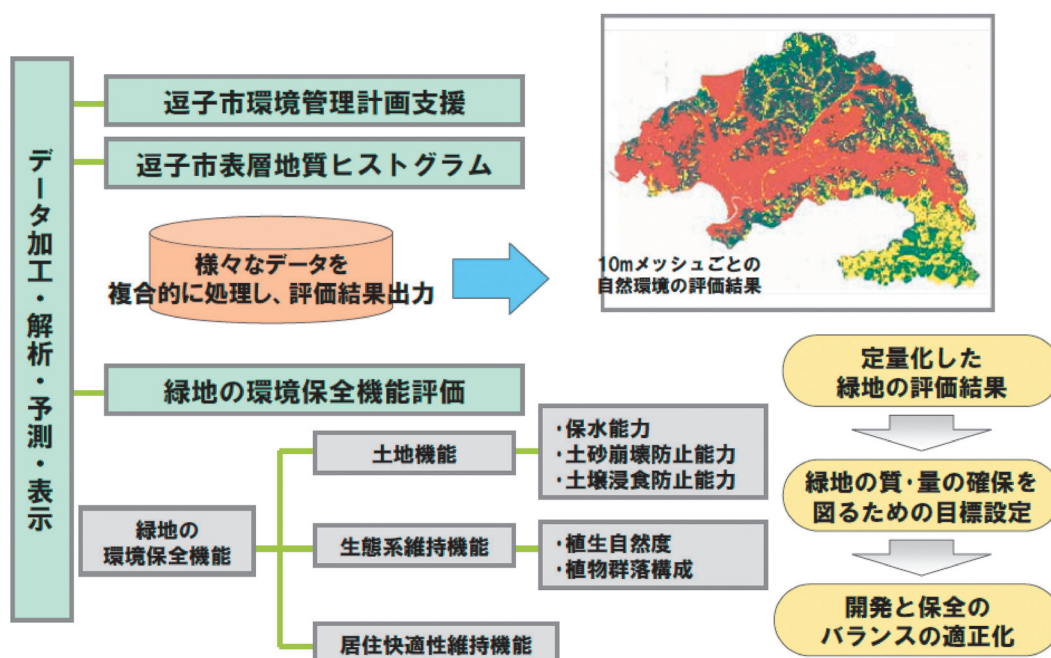 データ加工・解析・予測・表示
逗子市環境管理計画支援
逗子市表層地質ヒストグラム
様々なデータを
複合的に処理し、評価結果出力
10mメッシュごとの
自然環境の評価結果
緑地の環境保全機能評価
緑地の
環境保全機能
土地機能
・保水能力
・土砂崩壊防止能力
・土壌浸食防止能力
生態系維持機能
・植生自然度
・植物群落構成
居住快適性維持機能
定量化した
緑地の評価結果
緑地の質・量の確保を
図るための目標設定
開発と保全の
バランスの適正化